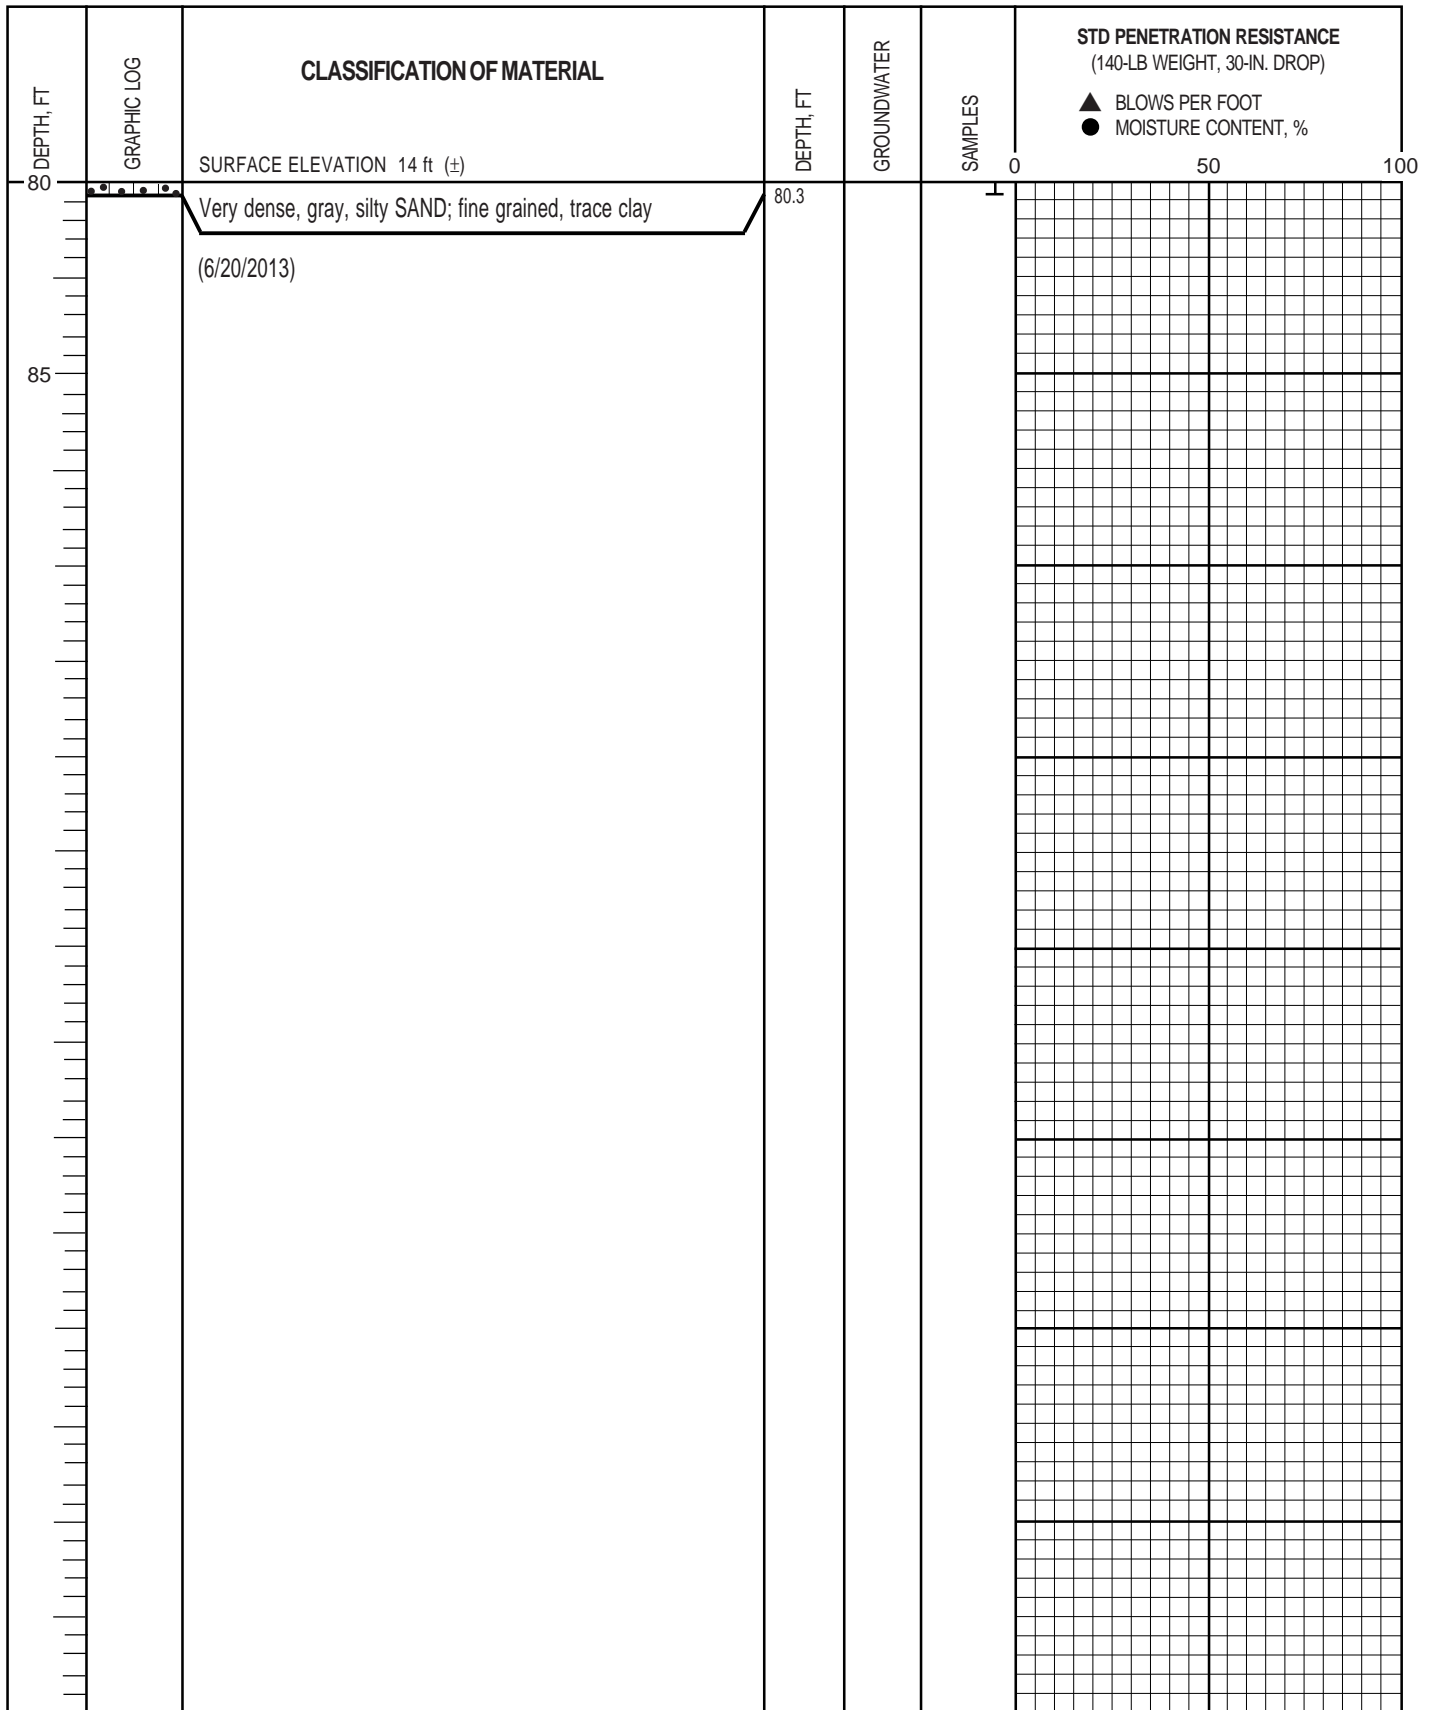 DEPTH, FT
GRAPHIC LOG
CLASSIFICATION OF MATERIAL
SURFACE ELEVATION 14 ft (±)
DEPTH, FT
GROUNDWATER
SAMPLES
STD PENETRATION RESISTANCE
(140-LB WEIGHT, 30-IN. DROP)
▲ BLOWS PER FOOT
● MOISTURE CONTENT, %
0 50 100
80
Very dense, gray, silty SAND; fine grained, trace clay
80.3
(6/20/2013)
85